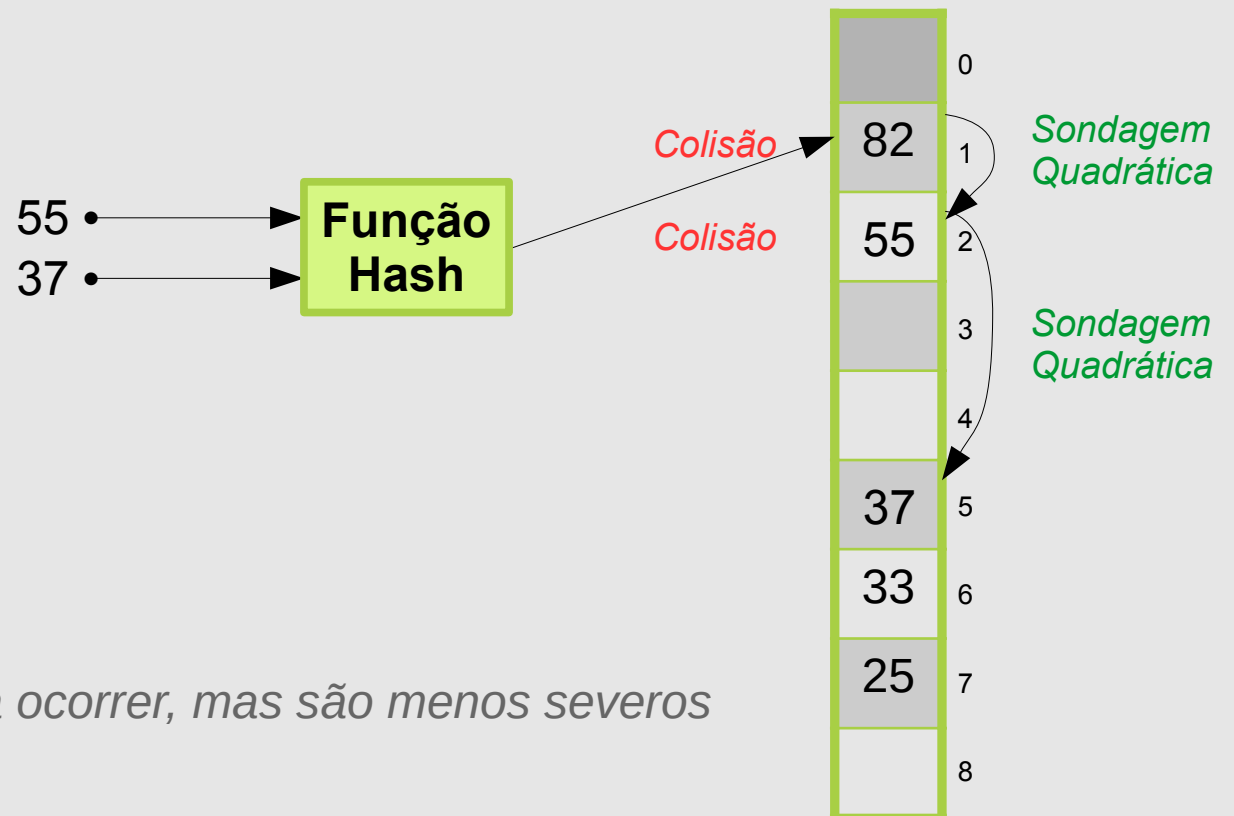 0
Colisão
82
1
Sondagem
Quadrática
55
37
Função
Hash
Colisão
55
2
3
Sondagem
Quadrática
4
37
5
33
6
25
7
ocorrer, mas são menos severos
8